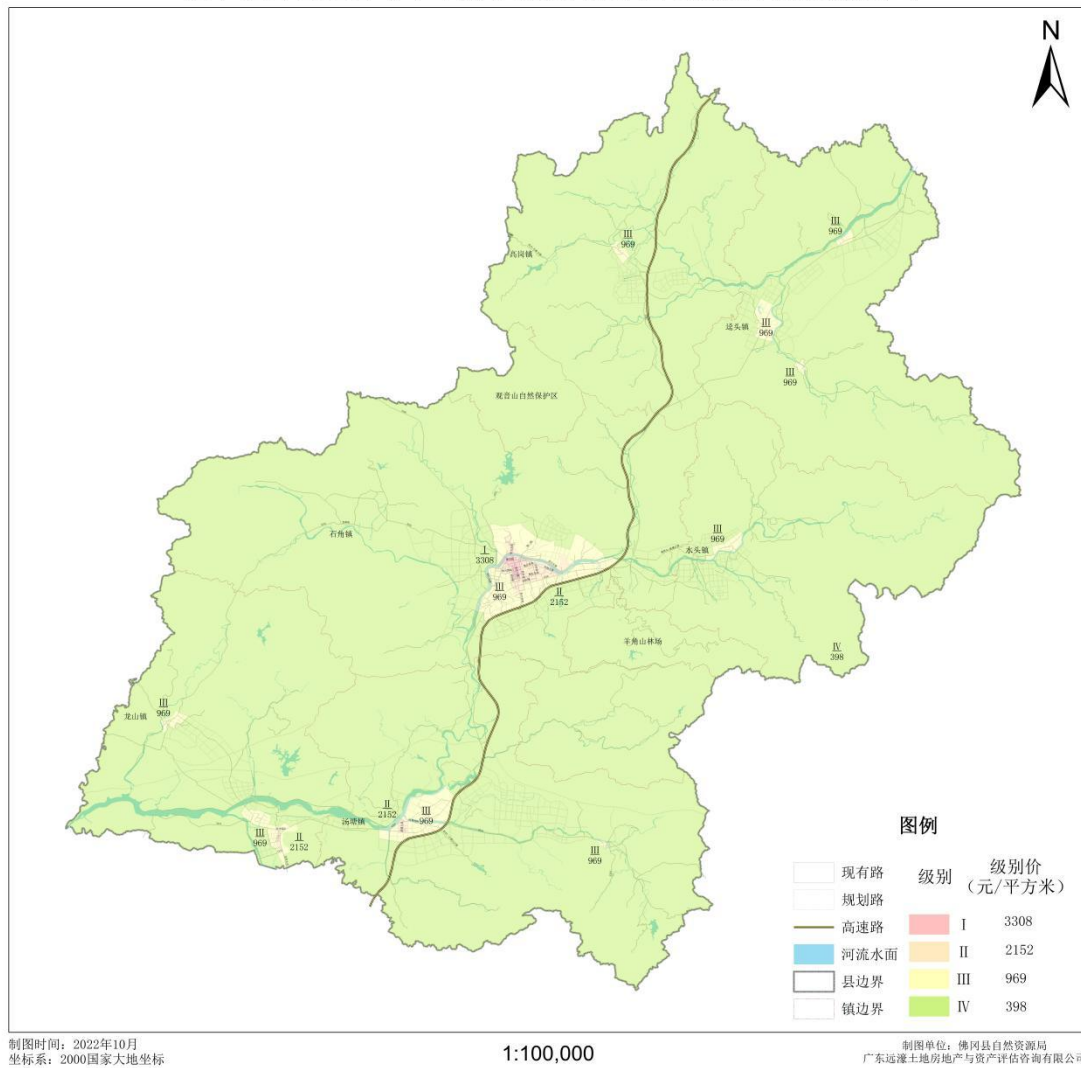 N
Ⅲ
969
Ⅲ
969
高岗镇
Ⅲ
969
迳头镇
Ⅲ
969
观音山自然保护区
石角镇
Ⅰ
3308
Ⅲ
969
水头镇
Ⅲ
969
Ⅱ
2152
羊角山林场
Ⅳ
398
Ⅲ
969
龙山镇
Ⅱ
2152
Ⅲ
969
汤塘镇
Ⅲ
969
Ⅱ
2152
Ⅲ
969
图例
现有路
规划路
高速路
河流水面
县边界
镇边界
级别
级别价
(元/平方米)
Ⅰ 3308
Ⅱ 2152
Ⅲ 969
Ⅳ 398
制图时间：2022年10月
坐标系：2000国家大地坐标
1:100,000
制图单位：佛冈县自然资源局
广东远濠土地房地产与资产评估咨询有限公司